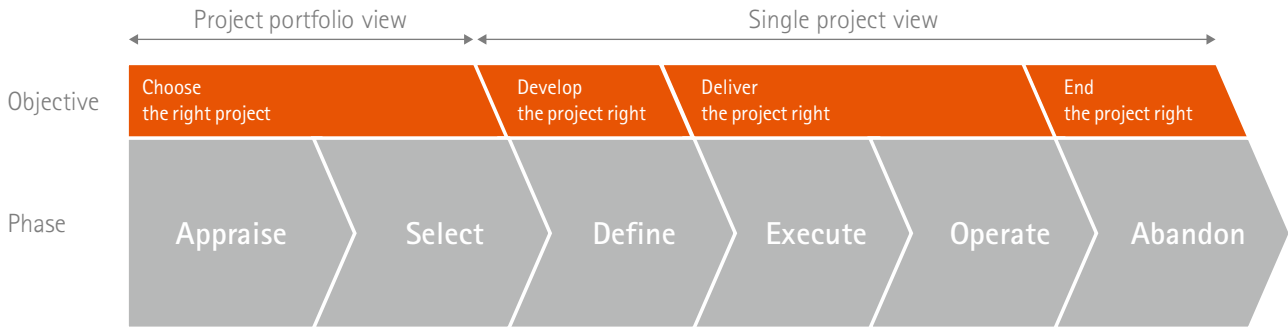 Project portfolio view
Single project view
Objective
Choose
the right project
Develop
the project right
Deliver
the project right
End
the project right
Phase
Appraise
Select
Define
Execute
Operate
Abandon